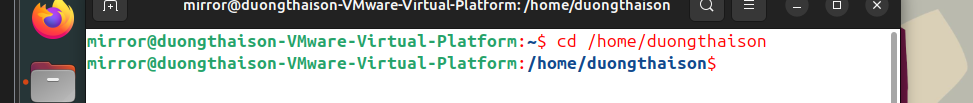 mirror@duongthaison-VMware-Virtual-Platform: /home/duongthaison
mirror@duongthaison-VMware-Virtual-Platform:~$ cd /home/duongthaison
mirror@duongthaison-VMware-Virtual-Platform:/home/duongthaison$